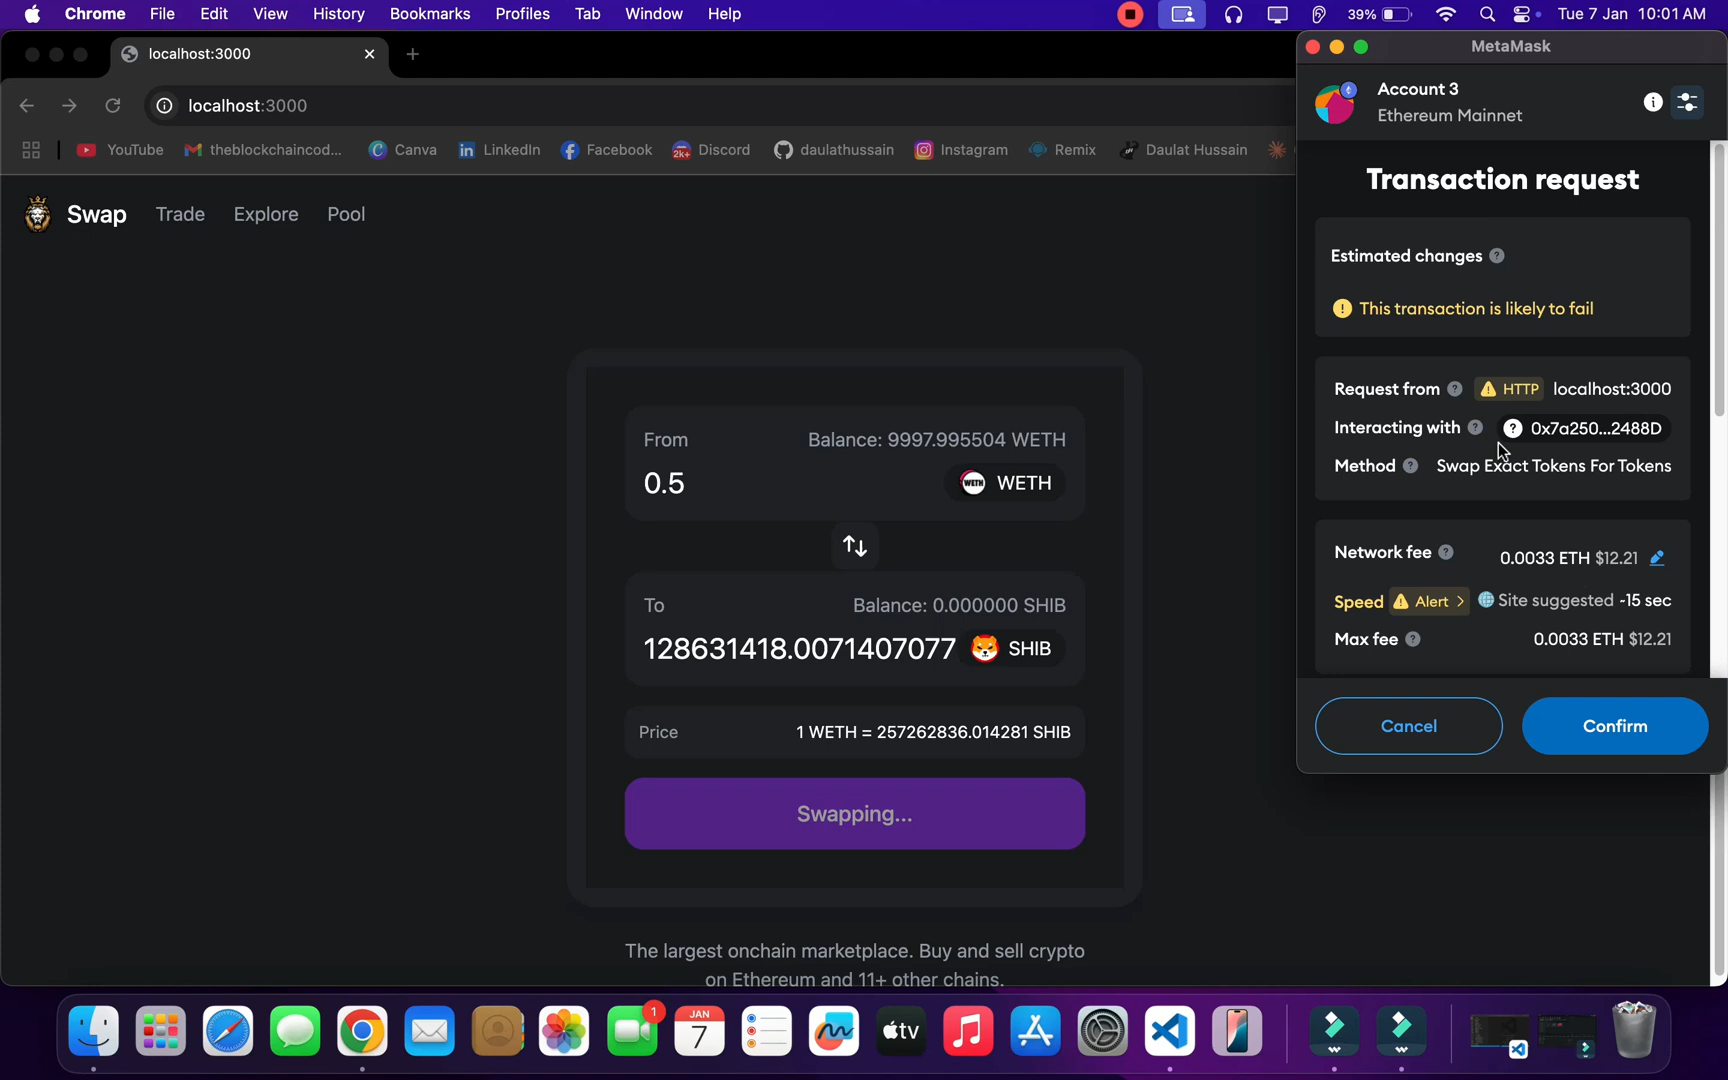 Chrome File Edit View History Bookmarks Profiles Tab Window Help
39% Tue 7 Jan 10:01 AM
localhost:3000
localhost:3000
YouTube theblockchaincod... Canva LinkedIn Facebook 2k+ Discord daulathussain Instagram Remix Daulat Hussain
Swap Trade Explore Pool
From Balance: 9997.995504 WETH
0.5 WETH WETH
To Balance: 0.000000 SHIB
128631418.0071407077 SHIB
Price 1 WETH = 257262836.014281 SHIB
Swapping...
The largest onchain marketplace. Buy and sell crypto
on Ethereum and 11+ other chains.
MetaMask
Account 3
Ethereum Mainnet
Transaction request
Estimated changes ?
! This transaction is likely to fail
Request from ? HTTP localhost:3000
Interacting with ? ? 0x7a250...2488D
Method ? Swap Exact Tokens For Tokens
Network fee ? 0.0033 ETH $12.21
Speed Alert > Site suggested ~15 sec
Max fee ? 0.0033 ETH $12.21
Cancel Confirm
1
JAN
7
tv